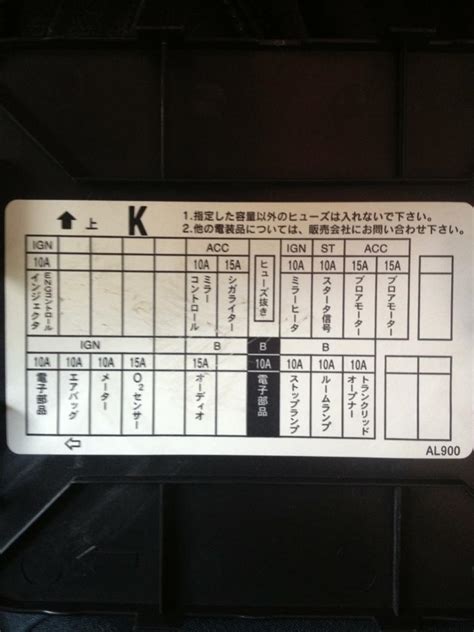 上 K
1.指定した容量以外のヒューズは入れないで下さい。
2.他の電装品については、販売会社にお問い合わせ下さい。
IGN ACC IGN ST ACC
10A 10A 15A 10A 10A 15A 15A
ENGコントロール
インジェクタ
ミラー
コントロール
シガライター
ヒューズ抜き
ミラーヒータ
スタータ信号
ブロアモーター
ブロアモーター
IGN B B B
10A 10A 10A 15A 15A 10A 10A 10A 15A
電子部品
エアバッグ
メーター
O2センサー
オーディオ
電子部品
ストップランプ
ルームランプ
トランクリッド
オープナー
AL900